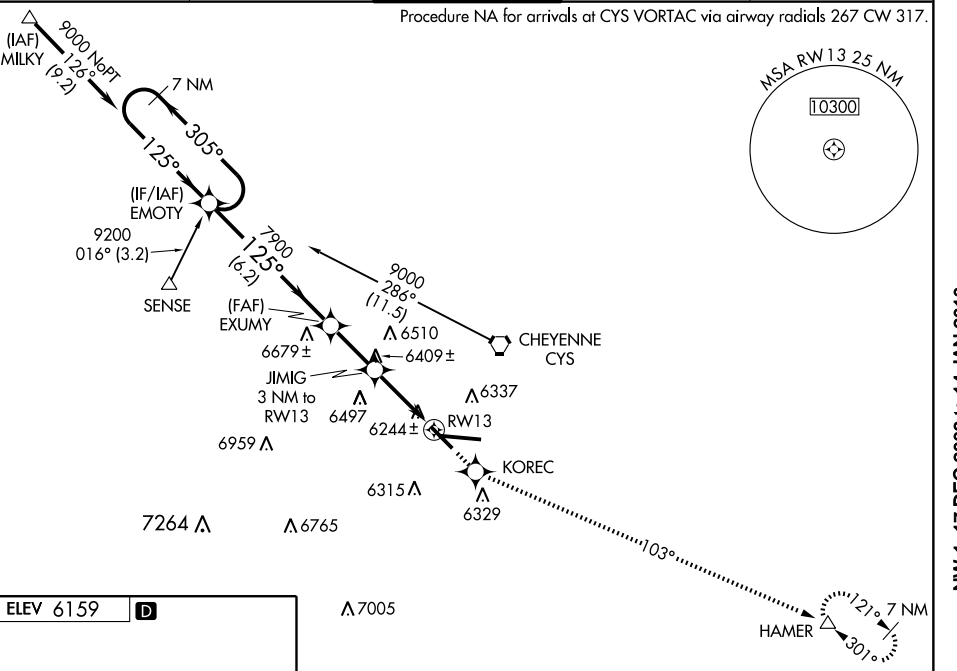 Procedure NA for arrivals at CYS VORTAC via airway radials 267 CW 317.
(IAF)
MILKY
9000 NoPT
126°
(9.2)
7 NM
305°
125°
MSA RW13 25 NM
10300
(IF/IAF)
EMOTY
9200
016° (3.2)
SENSE
7900
125°
(6.2)
9000
286°
(11.5)
CHEYENNE
CYS
(FAF)
EXUMY
6679±
6510
6409±
JIMIG
3 NM to
RW13
6497
6337
6244±
RW13
6959
KOREC
6315
6329
7264
6765
103°
ELEV 6159
D
7005
HAMER
121°
7 NM
301°